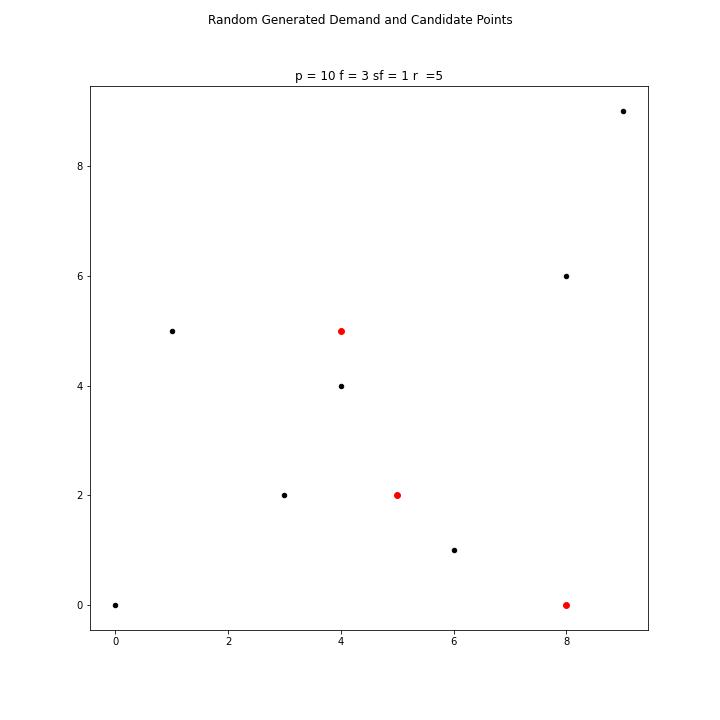 Random Generated Demand and Candidate Points
p = 10 f = 3 sf = 1 r  =5
8
6
4
2
0
0 2 4 6 8